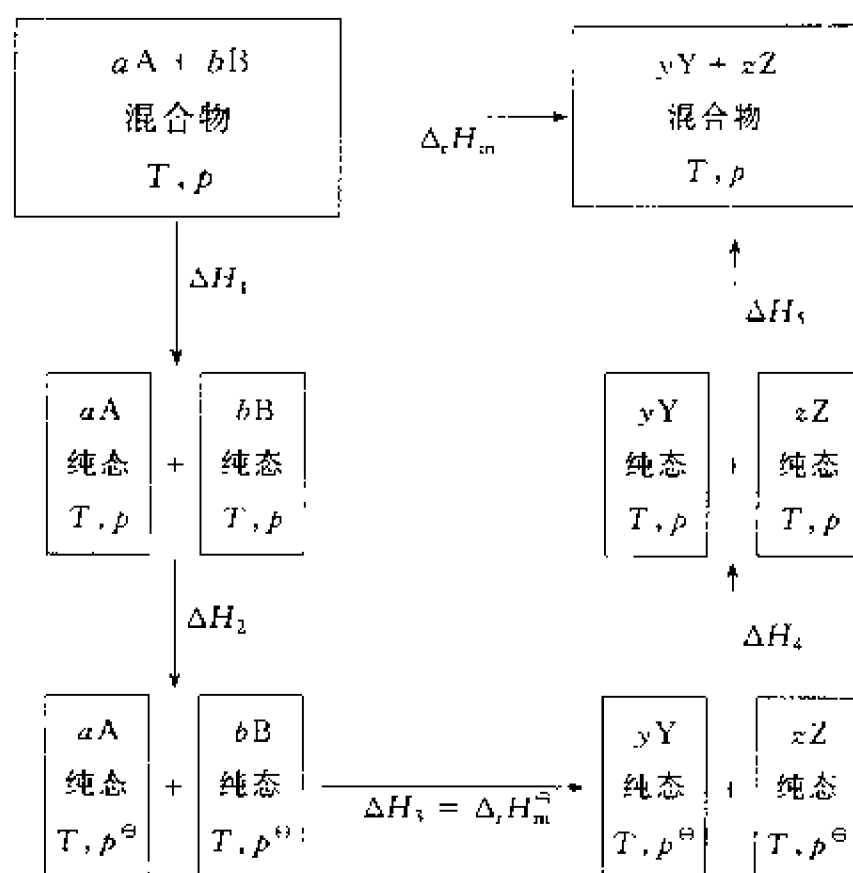 aA + bB
混合物
T, p
Δ_rH_m
yY + zZ
混合物
T, p
ΔH₁
ΔH₅
aA
纯态
T, p
+
bB
纯态
T, p
yY
纯态
T, p
+
zZ
纯态
T, p
ΔH₂
ΔH₄
aA
纯态
T, p^⊖
+
bB
纯态
T, p^⊖
ΔH₃ = Δ_rH_m^⊖
yY
纯态
T, p^⊖
+
zZ
纯态
T, p^⊖